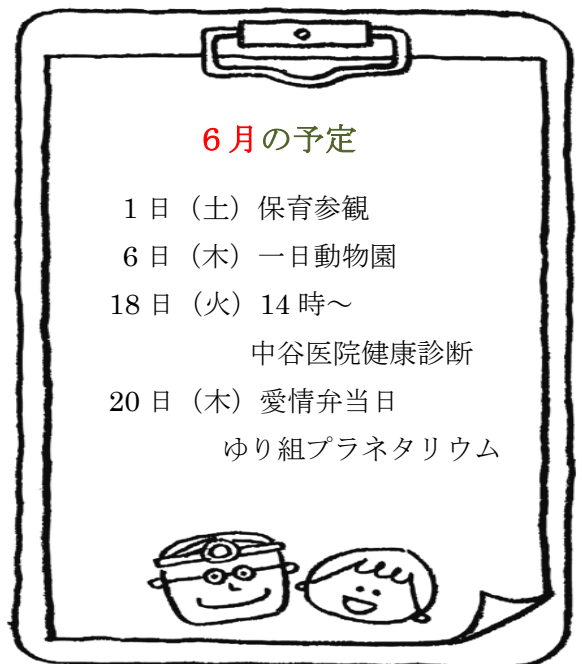 6月の予定
1日（土）保育参観
6日（木）一日動物園
18日（火）14時～
中谷医院健康診断
20日（木）愛情弁当日
ゆり組プラネタリウム